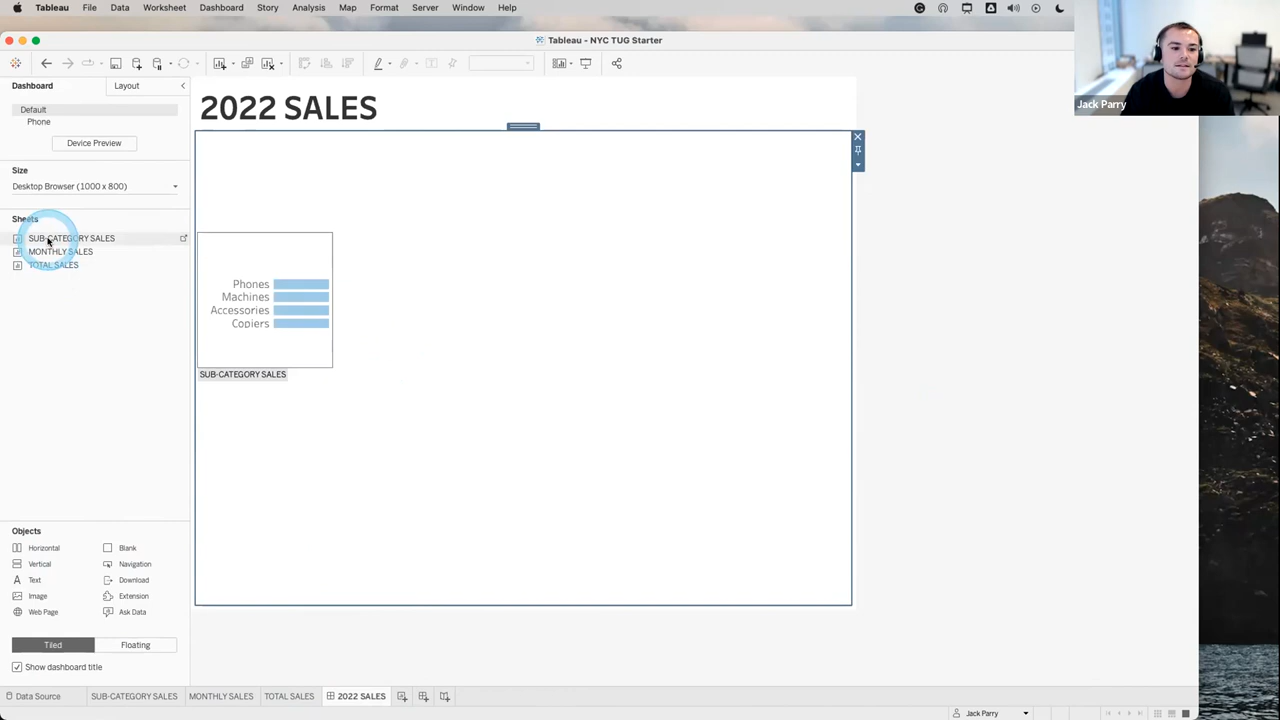 Tableau File Data Worksheet Dashboard Story Analysis Map Format Server Window Help
Tableau - NYC TUG Starter
Jack Parry
Dashboard Layout
Default
Phone
Device Preview
Size
Desktop Browser (1000 x 800)
Sheets
SUB-CATEGORY SALES
MONTHLY SALES
TOTAL SALES
2022 SALES
Phones
Machines
Accessories
Copiers
SUB-CATEGORY SALES
Objects
Horizontal Blank
Vertical Navigation
Text Download
Image Extension
Web Page Ask Data
Tiled Floating
Show dashboard title
Data Source SUB-CATEGORY SALES MONTHLY SALES TOTAL SALES 2022 SALES
Jack Parry